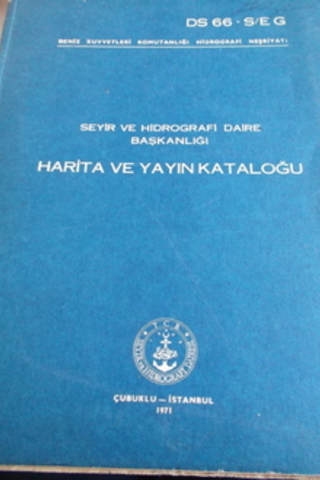 DS 66 - S/E G
DENİZ KUVVETLERİ KOMUTANLIĞI HİDROGRAFİ NEŞRİYATI
SEYİR VE HİDROGRAFİ DAİRE
BAŞKANLIĞI
HARİTA VE YAYIN KATALOĞU
ÇUBUKLU — İSTANBUL
1971